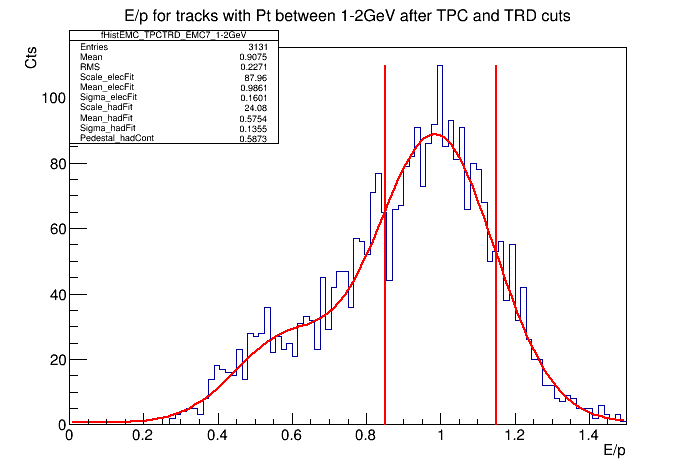 E/p for tracks with Pt between 1-2GeV after TPC and TRD cuts
fHistEMC_TPCTRD_EMC7_1-2GeV
Entries 3131
Mean 0.9075
RMS 0.2271
Scale_elecFit 87.96
Mean_elecFit 0.9861
Sigma_elecFit 0.1601
Scale_hadFit 24.08
Mean_hadFit 0.5754
Sigma_hadFit 0.1355
Pedestal_hadCont 0.5873
Cts
100
80
60
40
20
0
0 0.2 0.4 0.6 0.8 1 1.2 1.4
E/p